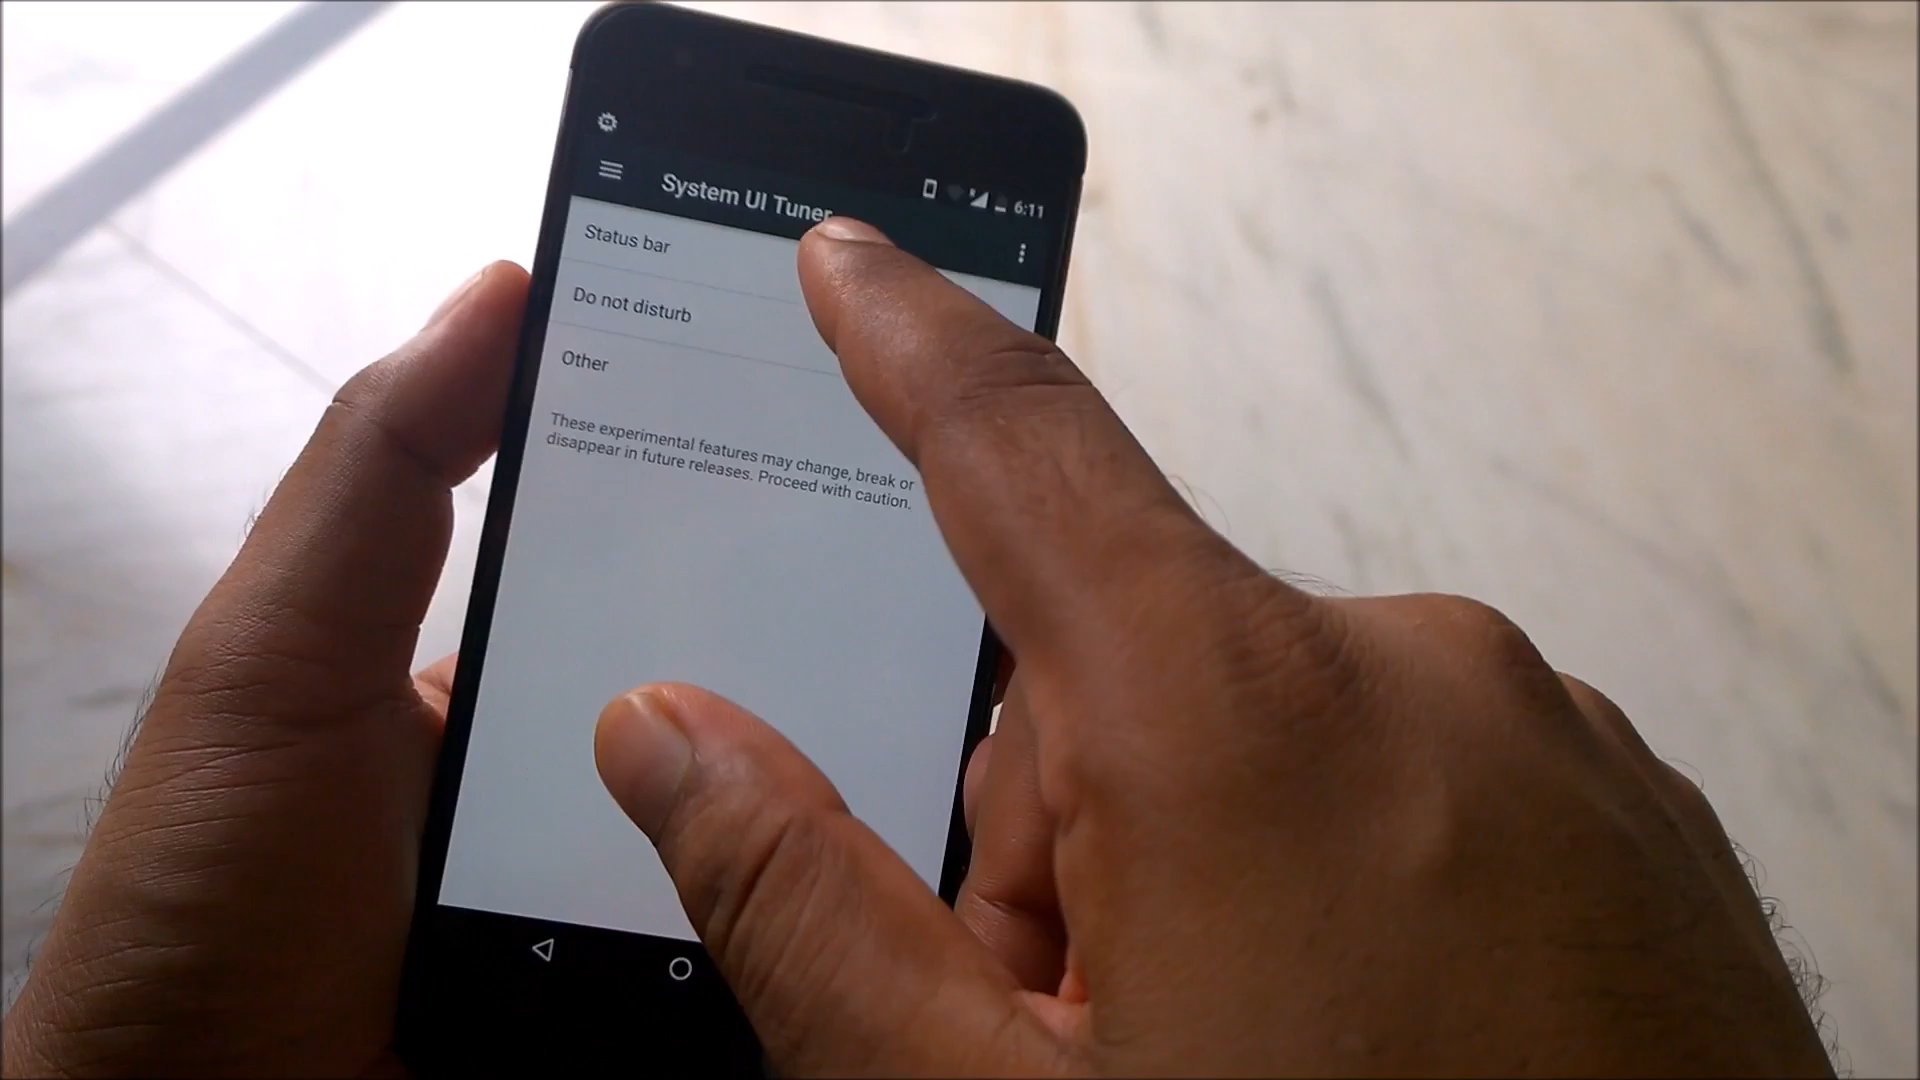 6:11
System UI Tuner
Status bar
Do not disturb
Other
These experimental features may change, break or
disappear in future releases. Proceed with caution.